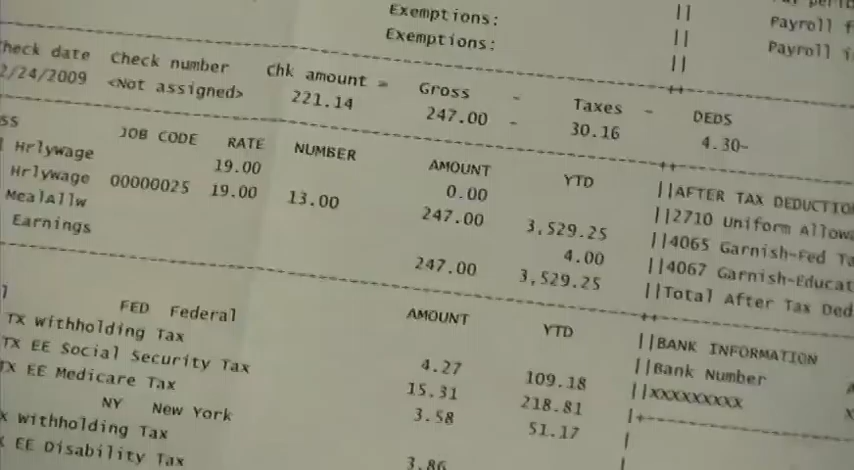 Exemptions: ||
Exemptions: || Payroll
|| Payroll
Check date Check number Chk amount = Gross - Taxes - DEDS
2/24/2009 <Not assigned> 221.14 247.00 - 30.16 4.30-
JOB CODE RATE NUMBER AMOUNT YTD ||AFTER TAX DEDUCTIO
Hrlywage 19.00 0.00 ||2710 Uniform Allow
Hrlywage 00000025 19.00 13.00 247.00 3,529.25 ||4065 Garnish-Fed Ta
MealAllw 4.00 ||4067 Garnish-Educat
Earnings 247.00 3,529.25 ||Total After Tax Ded
FED Federal AMOUNT YTD ||BANK INFORMATION
TX Withholding Tax 4.27 109.18 ||Bank Number
TX EE Social Security Tax 15.31 218.81 ||XXXXXXXXX
TX EE Medicare Tax 3.58 51.17
NY New York
X Withholding Tax 3.86
EE Disability Tax